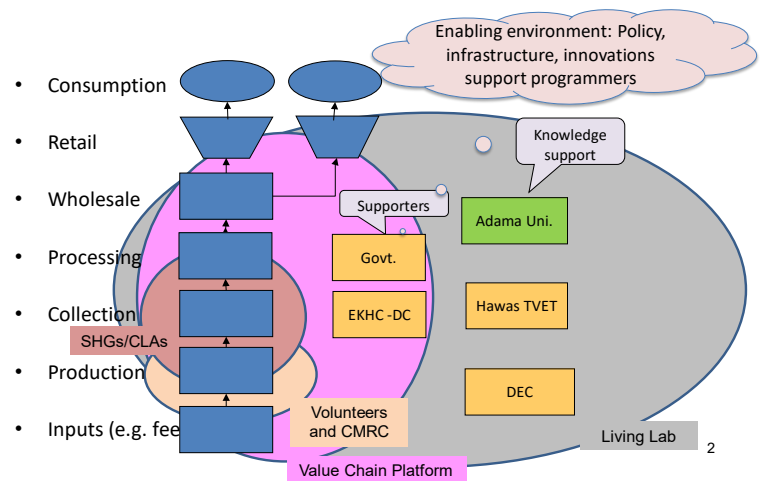 Enabling environment: Policy,
infrastructure, innovations
support programmers
• Consumption
• Retail
Knowledge
support
• Wholesale
Supporters
Adama Uni.
• Processing
Govt.
• Collection
EKHC -DC
Hawas TVET
SHGs/CLAs
• Production
DEC
Volunteers
and CMRC
• Inputs (e.g. fee
Living Lab
2
Value Chain Platform